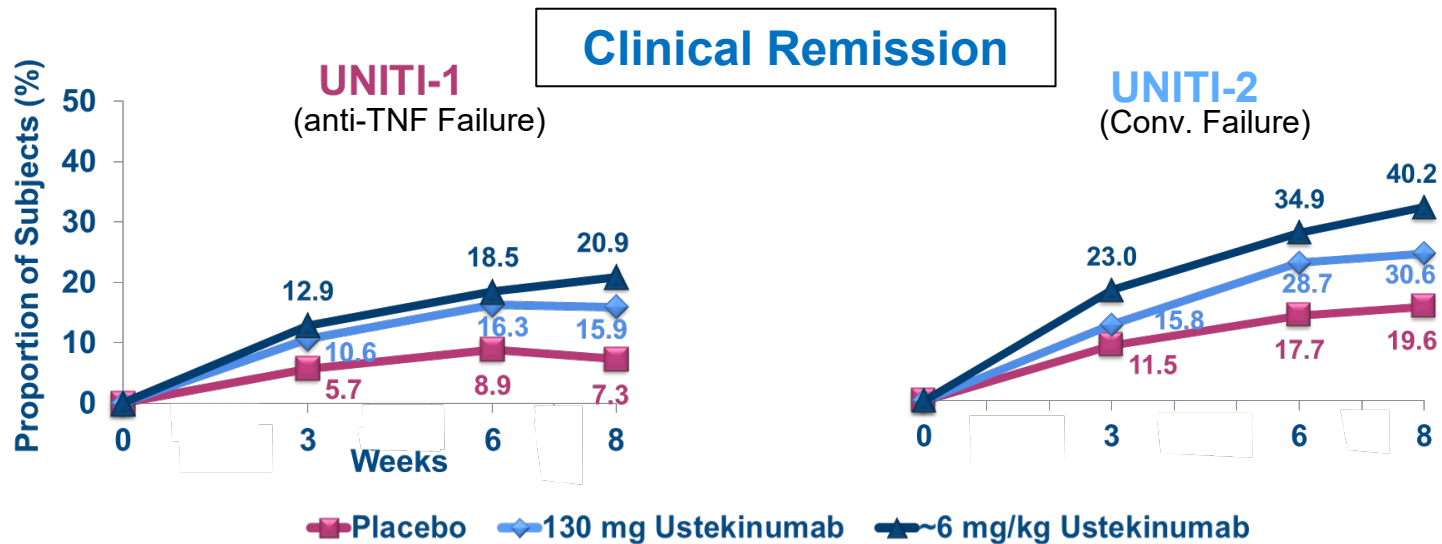 Clinical Remission
UNITI-1
(anti-TNF Failure)
UNITI-2
(Conv. Failure)
Proportion of Subjects (%)
50
40
30
20
10
0
12.9
18.5
20.9
10.6
16.3
15.9
5.7
8.9
7.3
0 3 6 8
Weeks
23.0
34.9
40.2
15.8
28.7
30.6
11.5
17.7
19.6
0 3 6 8
Placebo 130 mg Ustekinumab ~6 mg/kg Ustekinumab